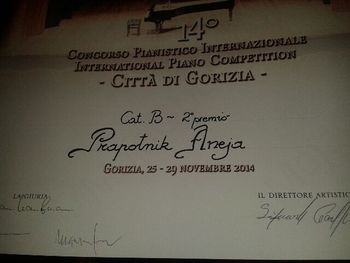 14°
CONCORSO PIANISTICO INTERNAZIONALE
INTERNATIONAL PIANO COMPETITION
- CITTÀ DI GORIZIA -
Cat. B ~ 2° premio
Prapotnik Aneja
GORIZIA, 25 - 29 NOVEMBRE 2014
LA GIURIA
IL DIRETTORE ARTISTIC